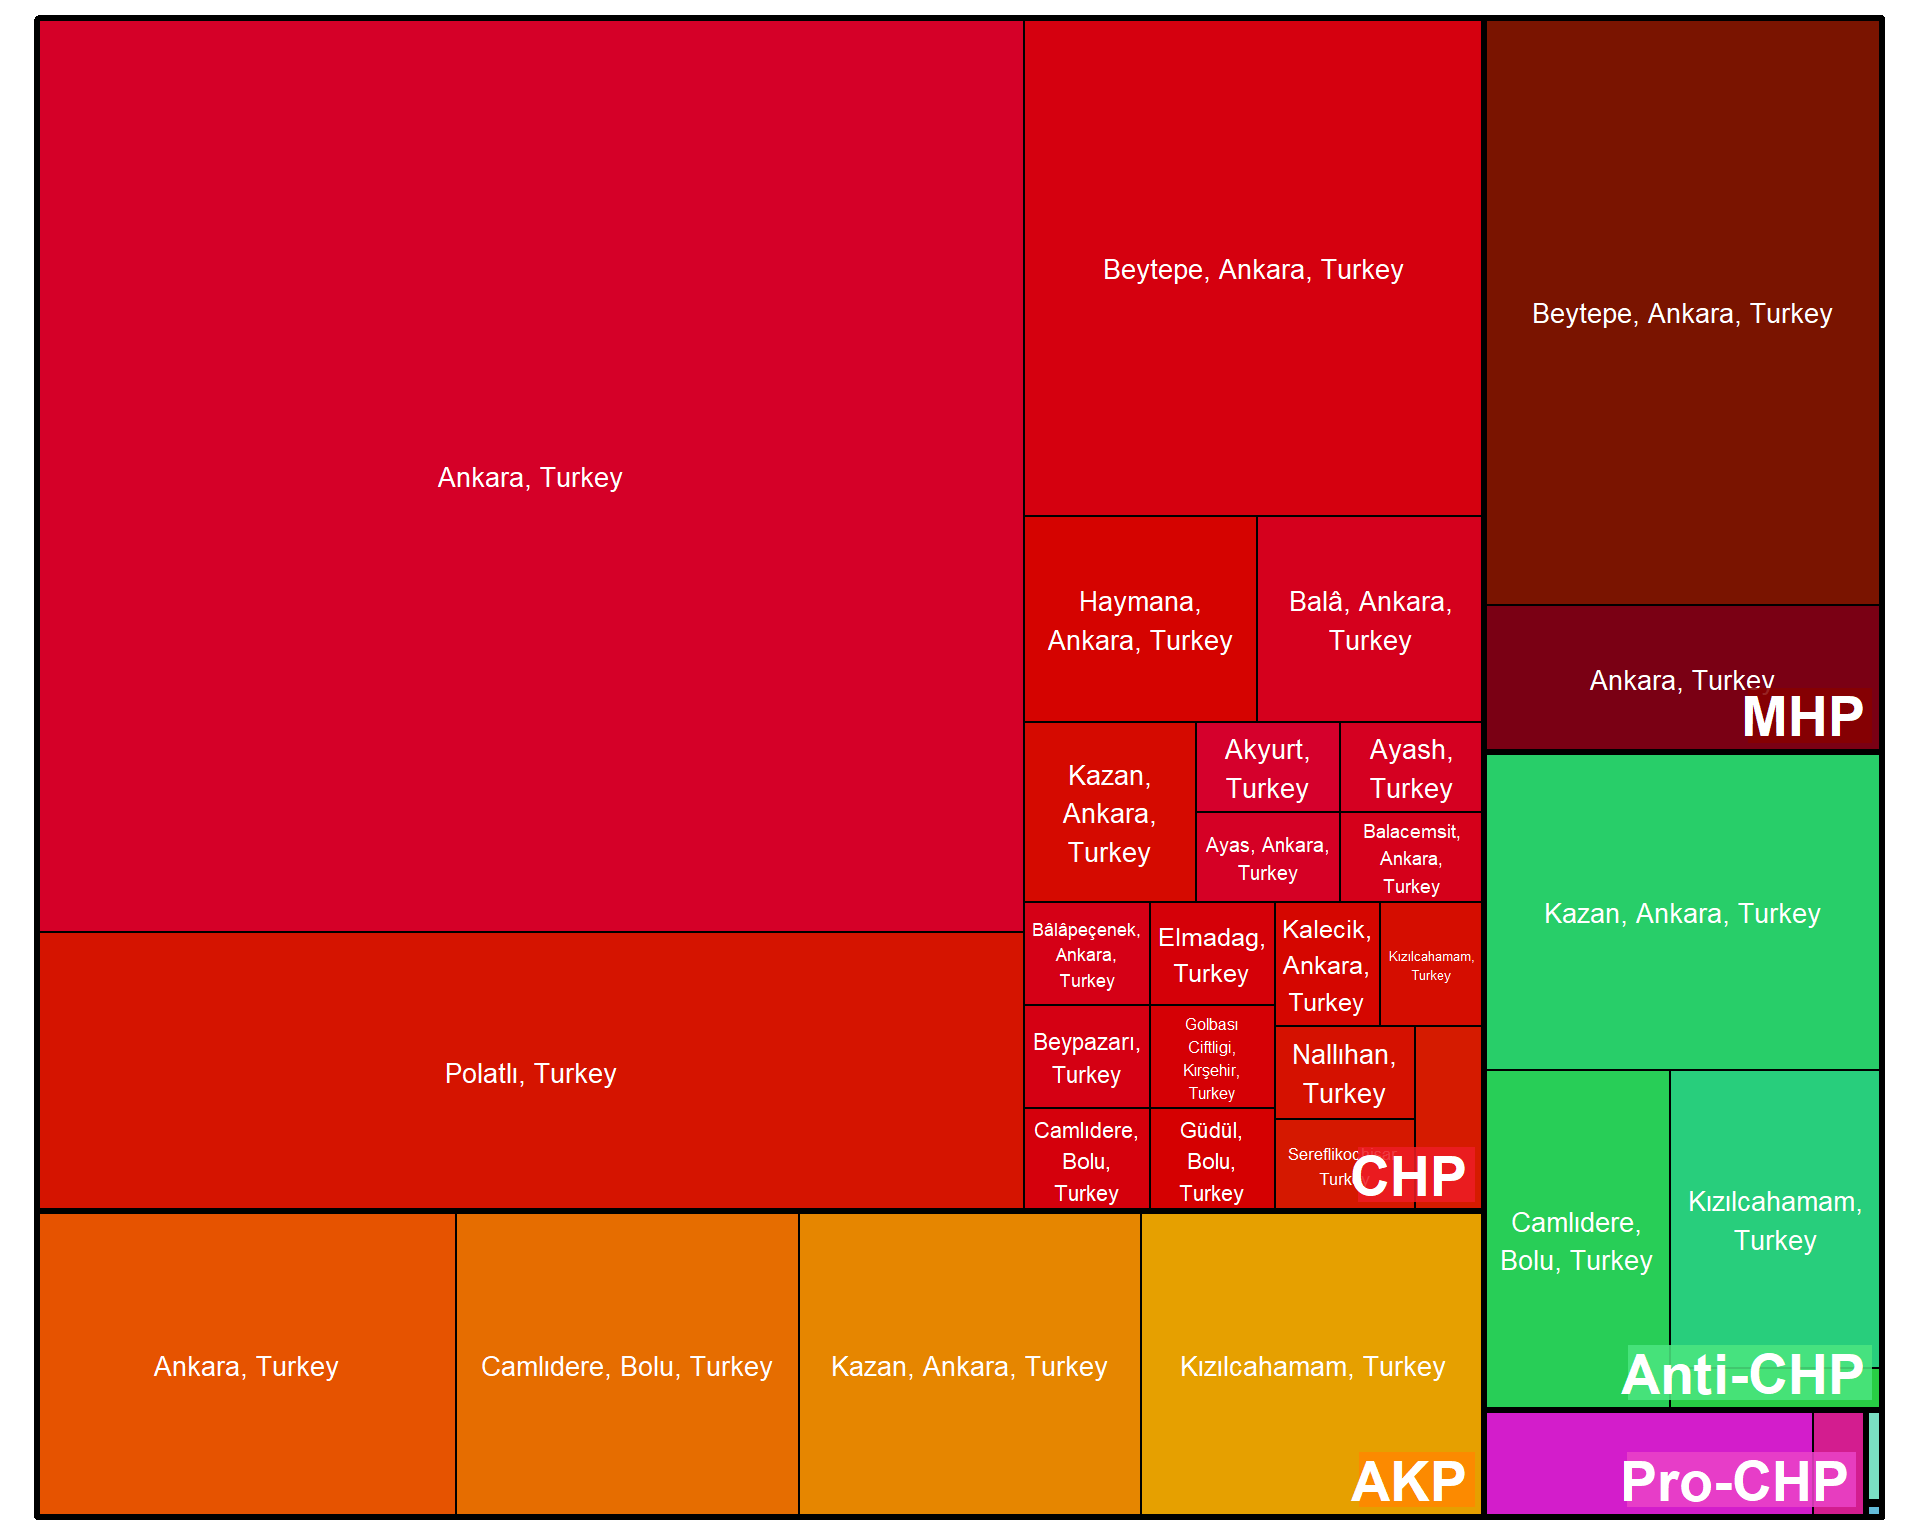 Ankara, Turkey
Polatlı, Turkey
Beytepe, Ankara, Turkey
Haymana,
Ankara, Turkey
Balâ, Ankara,
Turkey
Kazan,
Ankara,
Turkey
Akyurt,
Turkey
Ayash,
Turkey
Ayas, Ankara,
Turkey
Balacemsit,
Ankara,
Turkey
Bâlâpeçenek,
Ankara,
Turkey
Elmadag,
Turkey
Kalecik,
Ankara,
Turkey
Kızılcahamam,
Turkey
Beypazarı,
Turkey
Golbası
Ciftligi,
Kırşehir,
Turkey
Nallıhan,
Turkey
Camlıdere,
Bolu,
Turkey
Güdül,
Bolu,
Turkey
Sereflikochisar,
Turkey
CHP
Ankara, Turkey
Camlıdere, Bolu, Turkey
Kazan, Ankara, Turkey
Kızılcahamam, Turkey
AKP
Beytepe, Ankara, Turkey
Ankara, Turkey
MHP
Kazan, Ankara, Turkey
Camlıdere,
Bolu, Turkey
Kızılcahamam,
Turkey
Anti-CHP
Pro-CHP